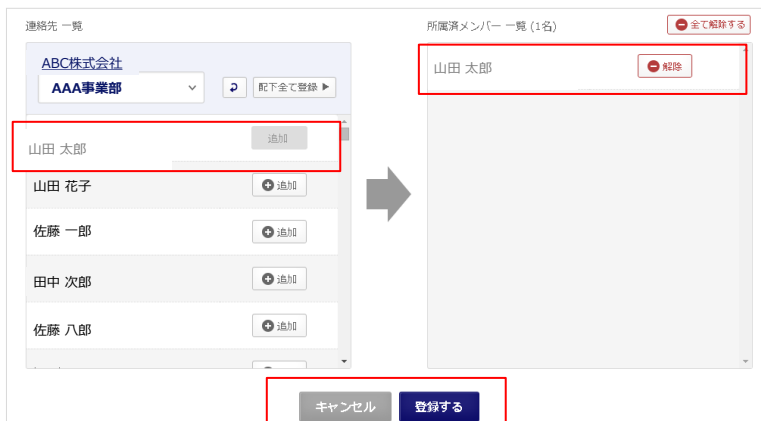 連絡先 一覧
ABC株式会社
AAA事業部
配下全て登録 ▶
山田 太郎 追加
山田 花子 追加
佐藤 一郎 追加
田中 次郎 追加
佐藤 八郎 追加
所属済メンバー 一覧 (1名) 全て解除する
山田 太郎 解除
キャンセル 登録する